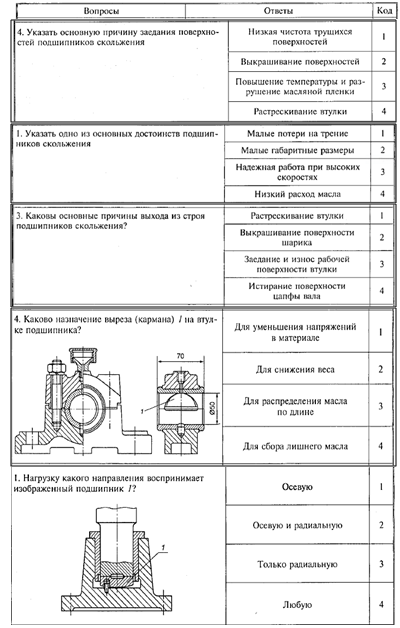 Вопросы Ответы Код
4. Указать основную причину заедания поверхно-
стей подшипников скольжения
Низкая чистота трущихся
поверхностей
1
Выкрашивание поверхностей 2
Повышение температуры и раз-
рушение масляной пленки
3
Растрескивание втулки 4
1. Указать одно из основных достоинств подшип-
ников скольжения
Малые потери на трение 1
Малые габаритные размеры 2
Надежная работа при высоких
скоростях
3
Низкий расход масла 4
3. Каковы основные причины выхода из строя
подшипников скольжения?
Растрескивание втулки 1
Выкрашивание поверхности
шарика
2
Заедание и износ рабочей
поверхности втулки
3
Истирание поверхности
цапфы вала
4
4. Каково назначение выреза (кармана) 1 на втул-
ке подшипника?
70
1
Ø50
Для уменьшения напряжений
в материале
1
Для снижения веса 2
Для распределения масла
по длине
3
Для сбора лишнего масла 4
1. Нагрузку какого направления воспринимает
изображенный подшипник 1?
1
Осевую 1
Осевую и радиальную 2
Только радиальную 3
Любую 4